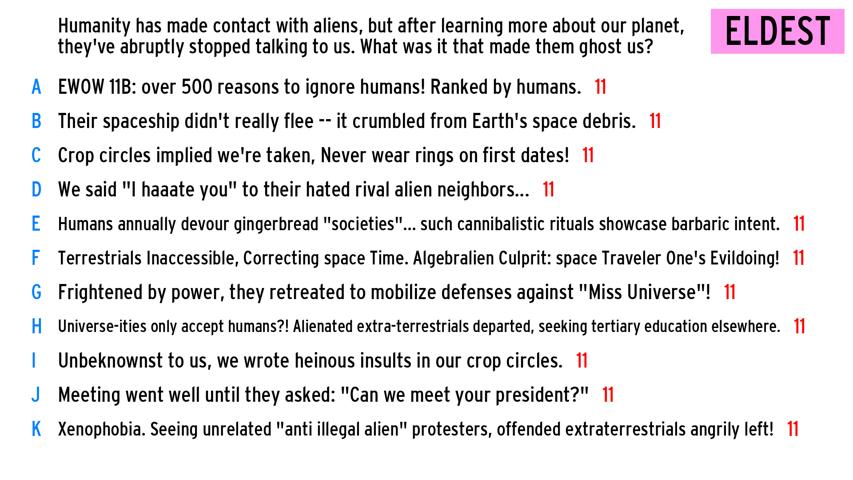 Humanity has made contact with aliens, but after learning more about our planet,
they've abruptly stopped talking to us. What was it that made them ghost us?
ELDEST
A EWOW 11B: over 500 reasons to ignore humans! Ranked by humans. 11
B Their spaceship didn't really flee -- it crumbled from Earth's space debris. 11
C Crop circles implied we're taken, Never wear rings on first dates! 11
D We said "I haaate you" to their hated rival alien neighbors... 11
E Humans annually devour gingerbread "societies"... such cannibalistic rituals showcase barbaric intent. 11
F Terrestrials Inaccessible, Correcting space Time. Algebralien Culprit: space Traveler One's Evildoing! 11
G Frightened by power, they retreated to mobilize defenses against "Miss Universe"! 11
H Universe-ities only accept humans?! Alienated extra-terrestrials departed, seeking tertiary education elsewhere. 11
I Unbeknownst to us, we wrote heinous insults in our crop circles. 11
J Meeting went well until they asked: "Can we meet your president?" 11
K Xenophobia. Seeing unrelated "anti illegal alien" protesters, offended extraterrestrials angrily left! 11